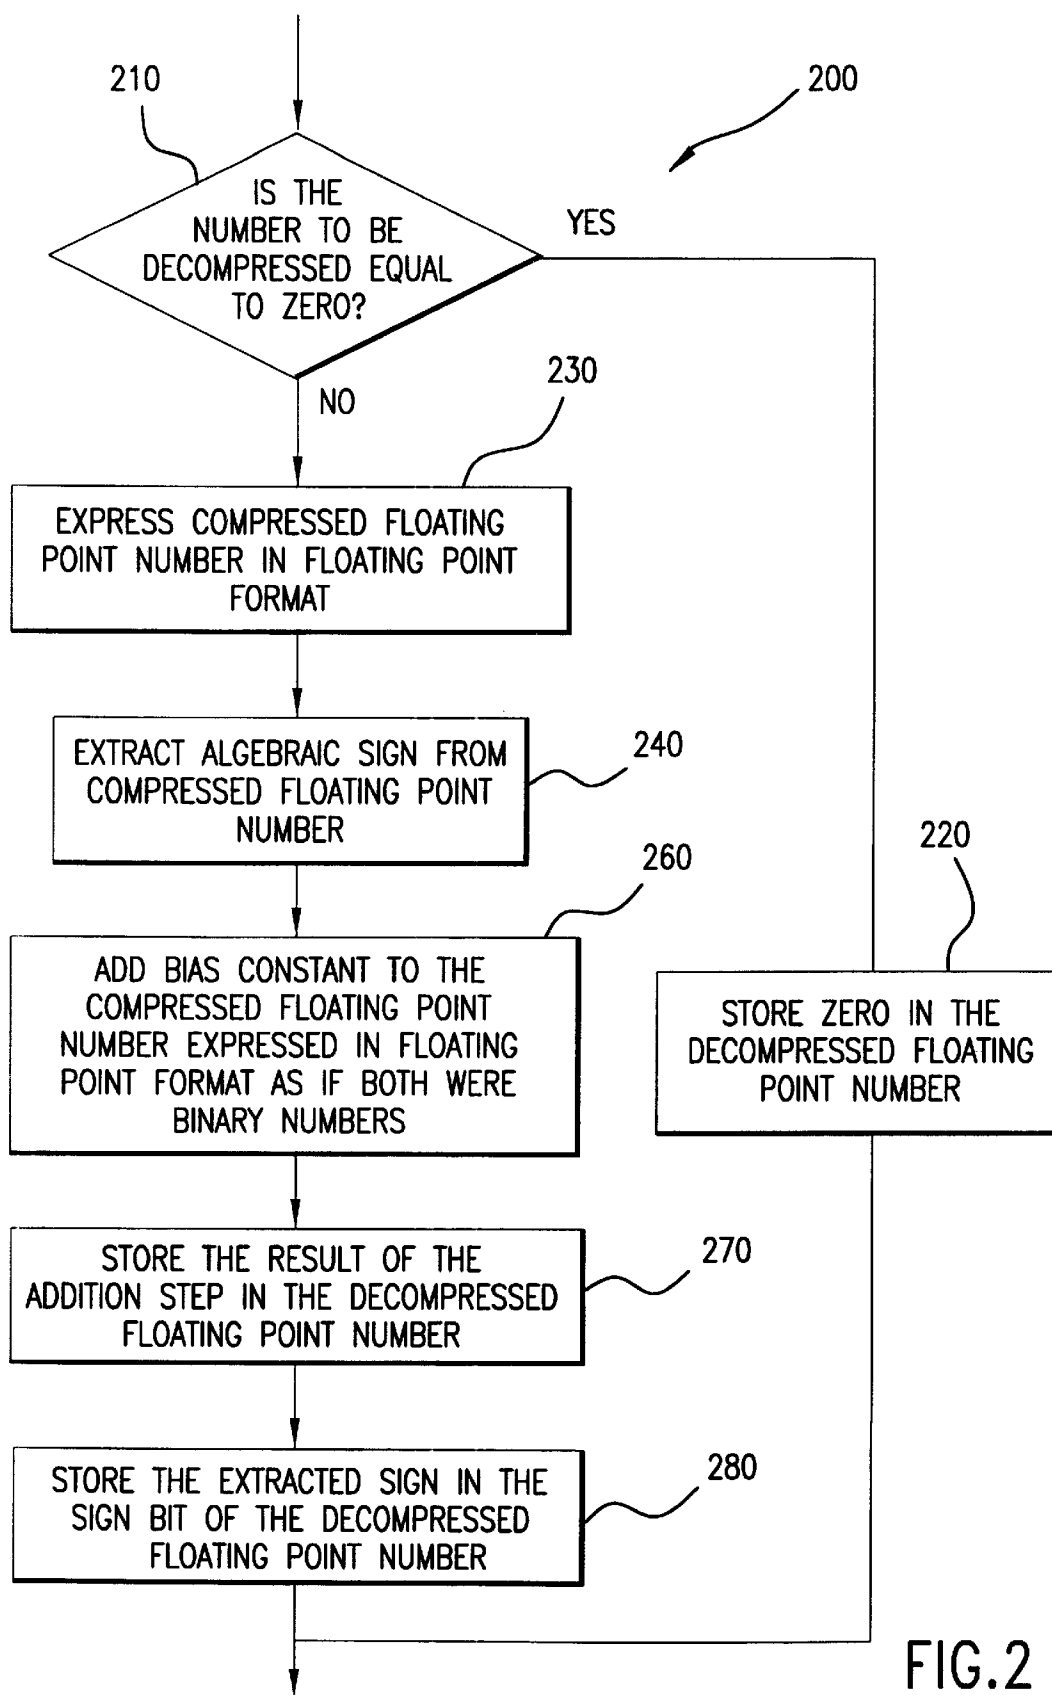 210
200
IS THE
NUMBER TO BE
DECOMPRESSED EQUAL
TO ZERO?
YES
NO
230
EXPRESS COMPRESSED FLOATING
POINT NUMBER IN FLOATING POINT
FORMAT
EXTRACT ALGEBRAIC SIGN FROM
COMPRESSED FLOATING POINT
NUMBER
240
260
ADD BIAS CONSTANT TO THE
COMPRESSED FLOATING POINT
NUMBER EXPRESSED IN FLOATING
POINT FORMAT AS IF BOTH WERE
BINARY NUMBERS
220
STORE ZERO IN THE
DECOMPRESSED FLOATING
POINT NUMBER
STORE THE RESULT OF THE
ADDITION STEP IN THE DECOMPRESSED
FLOATING POINT NUMBER
270
STORE THE EXTRACTED SIGN IN THE
SIGN BIT OF THE DECOMPRESSED
FLOATING POINT NUMBER
280
FIG.2